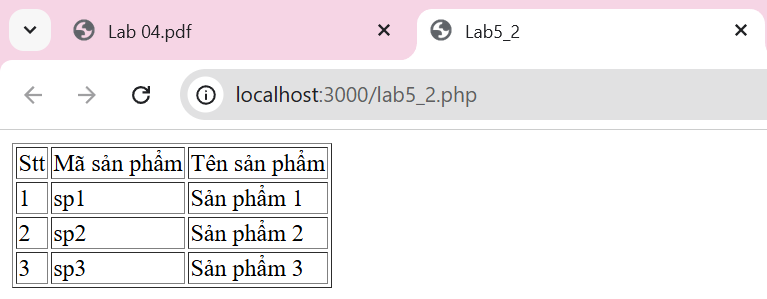 Lab 04.pdf Lab5_2
localhost:3000/lab5_2.php
Stt Mã sản phẩm Tên sản phẩm
1 sp1 Sản phẩm 1
2 sp2 Sản phẩm 2
3 sp3 Sản phẩm 3